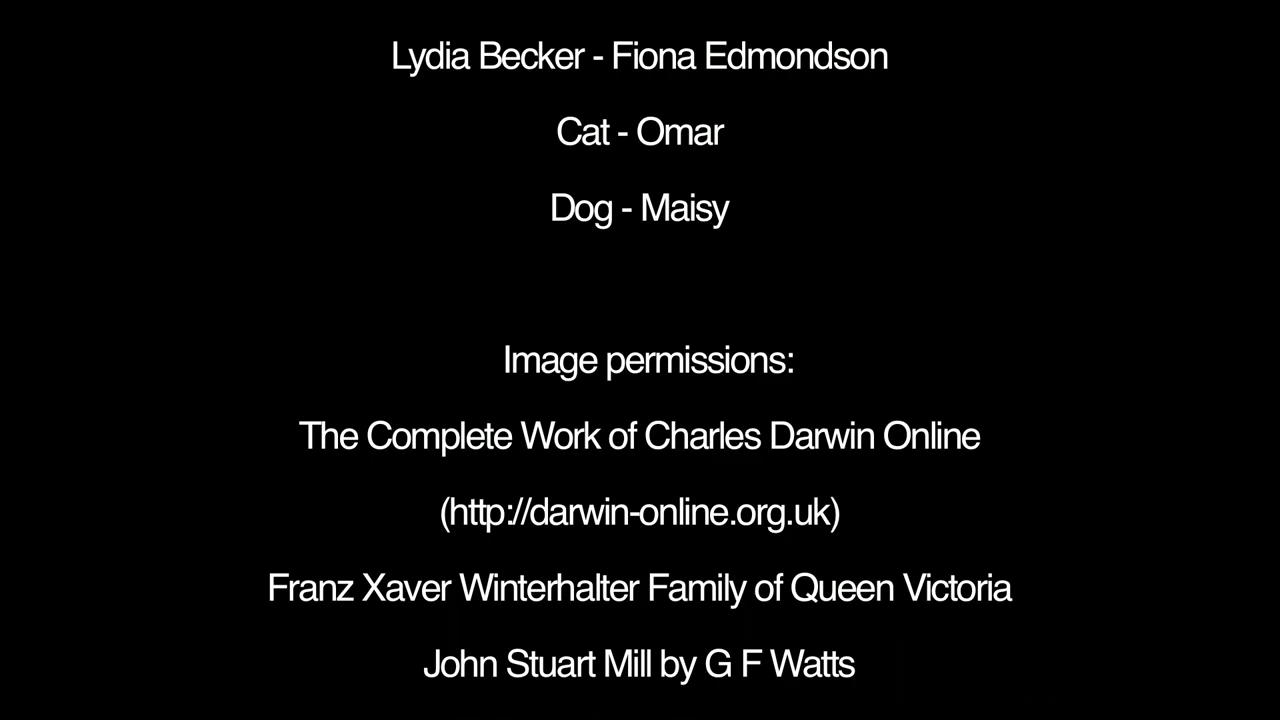 Lydia Becker - Fiona Edmondson
Cat - Omar
Dog - Maisy
Image permissions:
The Complete Work of Charles Darwin Online
(http://darwin-online.org.uk)
Franz Xaver Winterhalter Family of Queen Victoria
John Stuart Mill by G F Watts